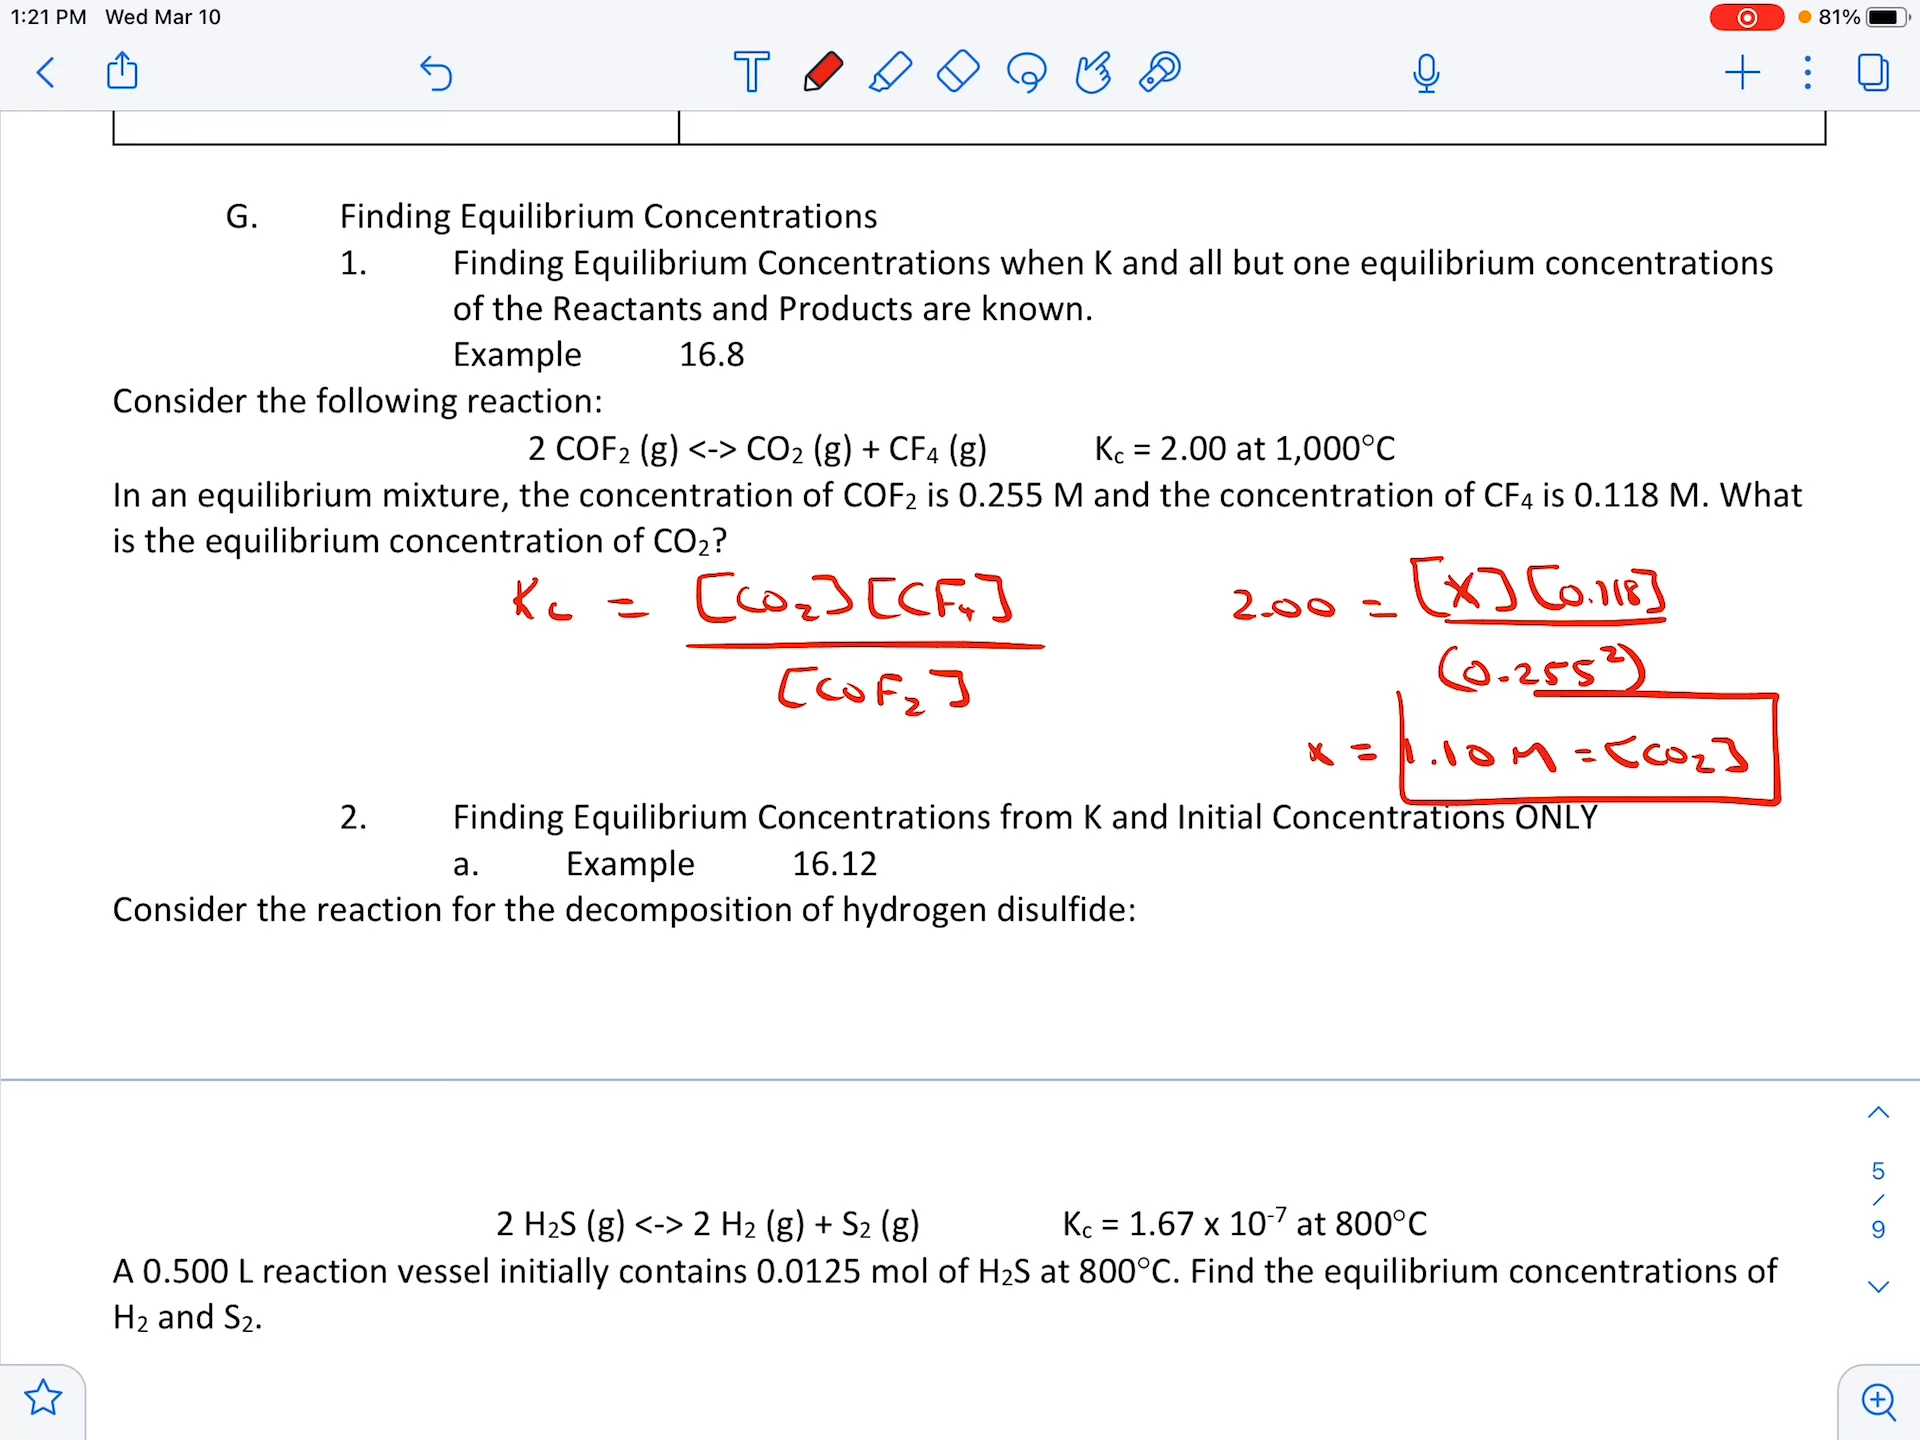 1:21 PM Wed Mar 10
81%
G. Finding Equilibrium Concentrations
1. Finding Equilibrium Concentrations when K and all but one equilibrium concentrations
of the Reactants and Products are known.
Example 16.8
Consider the following reaction:
2 COF₂ (g) <-> CO₂ (g) + CF₄ (g) K꜀ = 2.00 at 1,000°C
In an equilibrium mixture, the concentration of COF₂ is 0.255 M and the concentration of CF₄ is 0.118 M. What
is the equilibrium concentration of CO₂?
Kc = [CO₂][CF₄]
[COF₂]
2.00 = [x][0.118]
(0.255²)
x = 1.10 M = [CO₂]
2. Finding Equilibrium Concentrations from K and Initial Concentrations ONLY
a. Example 16.12
Consider the reaction for the decomposition of hydrogen disulfide:
5
/
9
2 H₂S (g) <-> 2 H₂ (g) + S₂ (g) K꜀ = 1.67 x 10⁻⁷ at 800°C
A 0.500 L reaction vessel initially contains 0.0125 mol of H₂S at 800°C. Find the equilibrium concentrations of
H₂ and S₂.